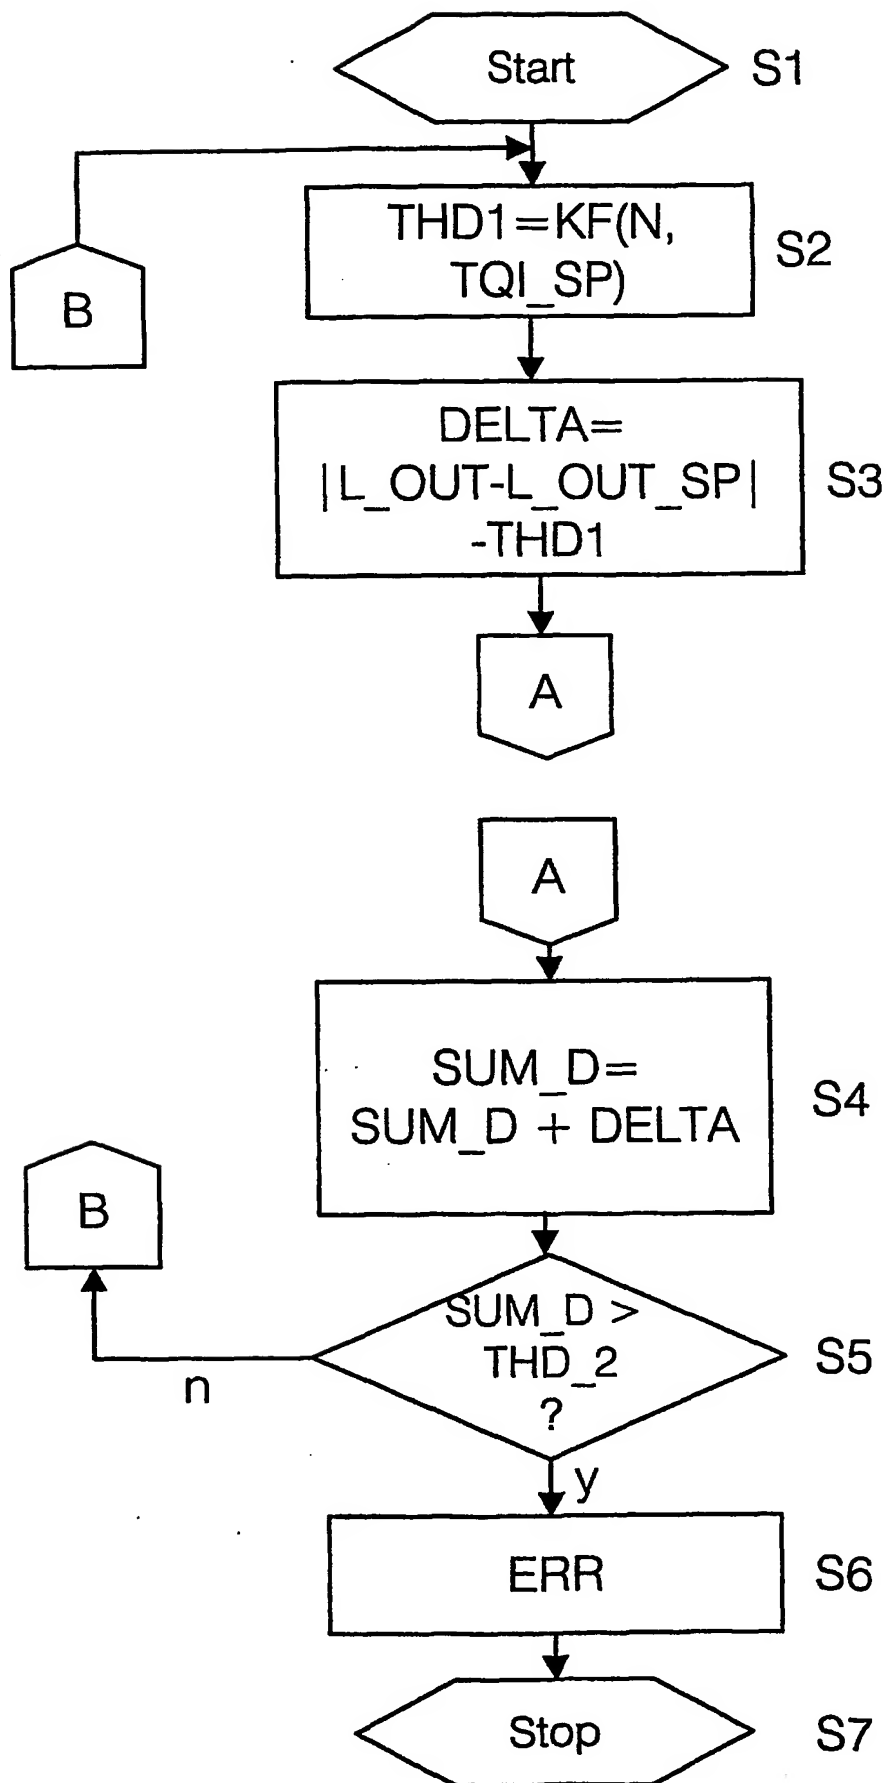 Start
S1
THD1=KF(N,
TQI_SP)
S2
B
DELTA=
|L_OUT-L_OUT_SP|
-THD1
S3
A
A
SUM_D=
SUM_D + DELTA
S4
B
SUM_D >
THD_2
?
S5
n
y
ERR
S6
Stop
S7